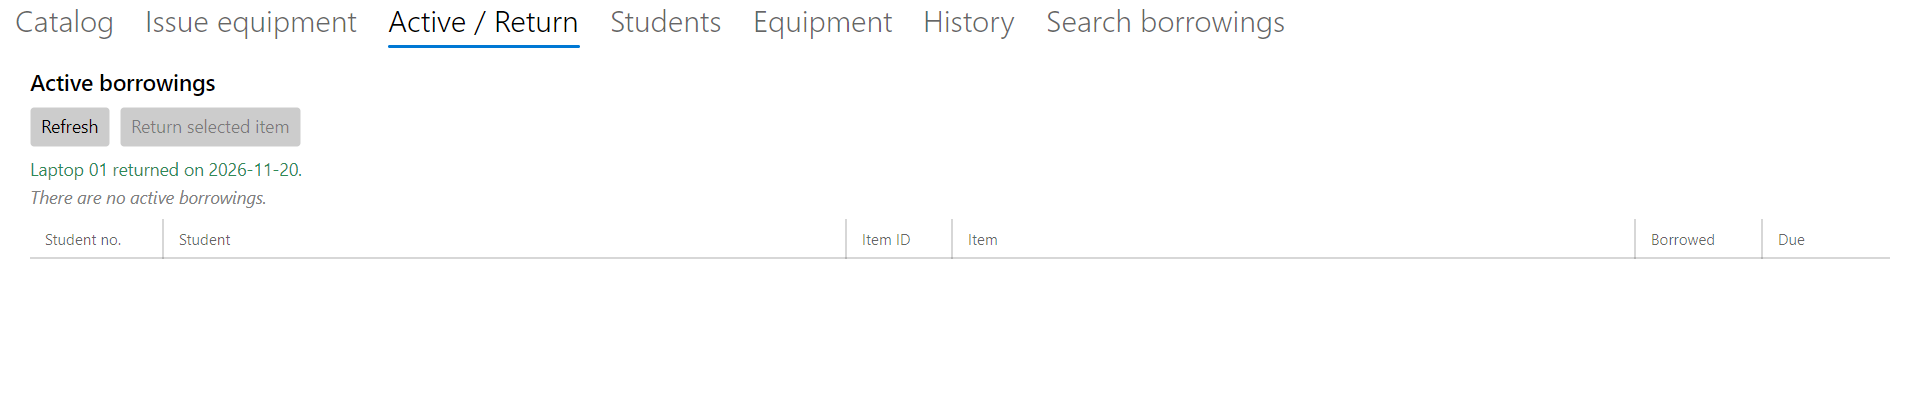 Catalog Issue equipment Active / Return Students Equipment History Search borrowings
Active borrowings
Refresh Return selected item
Laptop 01 returned on 2026-11-20.
There are no active borrowings.
Student no. Student Item ID Item Borrowed Due